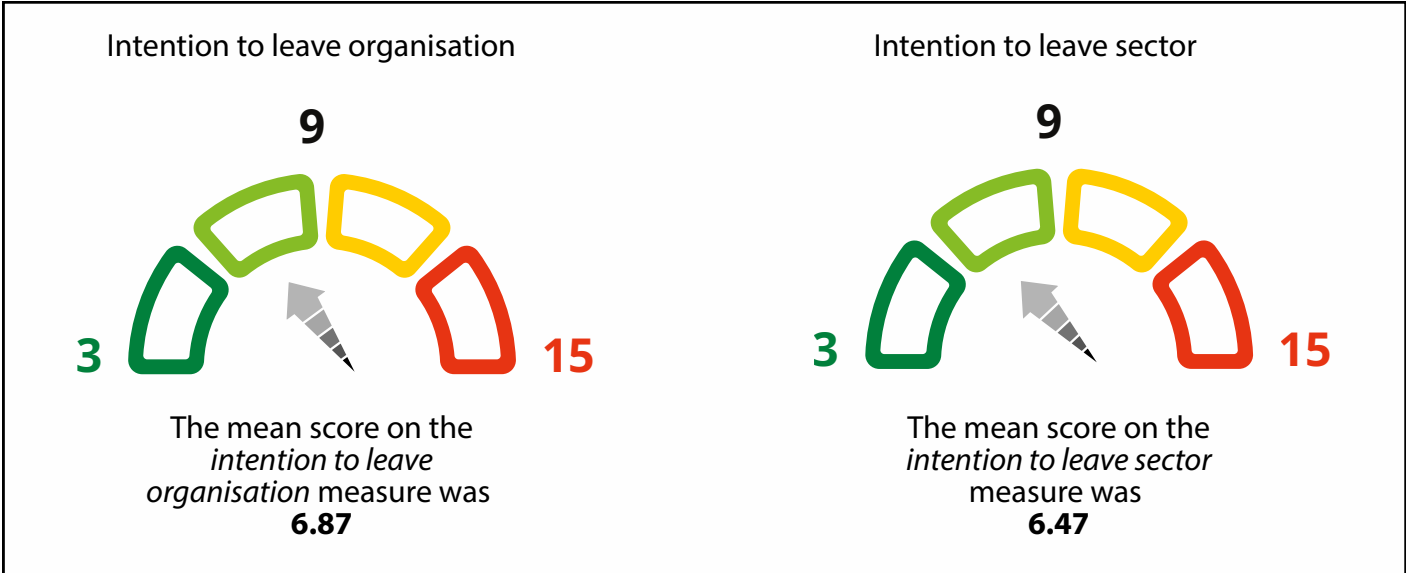 Intention to leave organisation
9
3
15
The mean score on the
intention to leave
organisation measure was
6.87
Intention to leave sector
9
3
15
The mean score on the
intention to leave sector
measure was
6.47